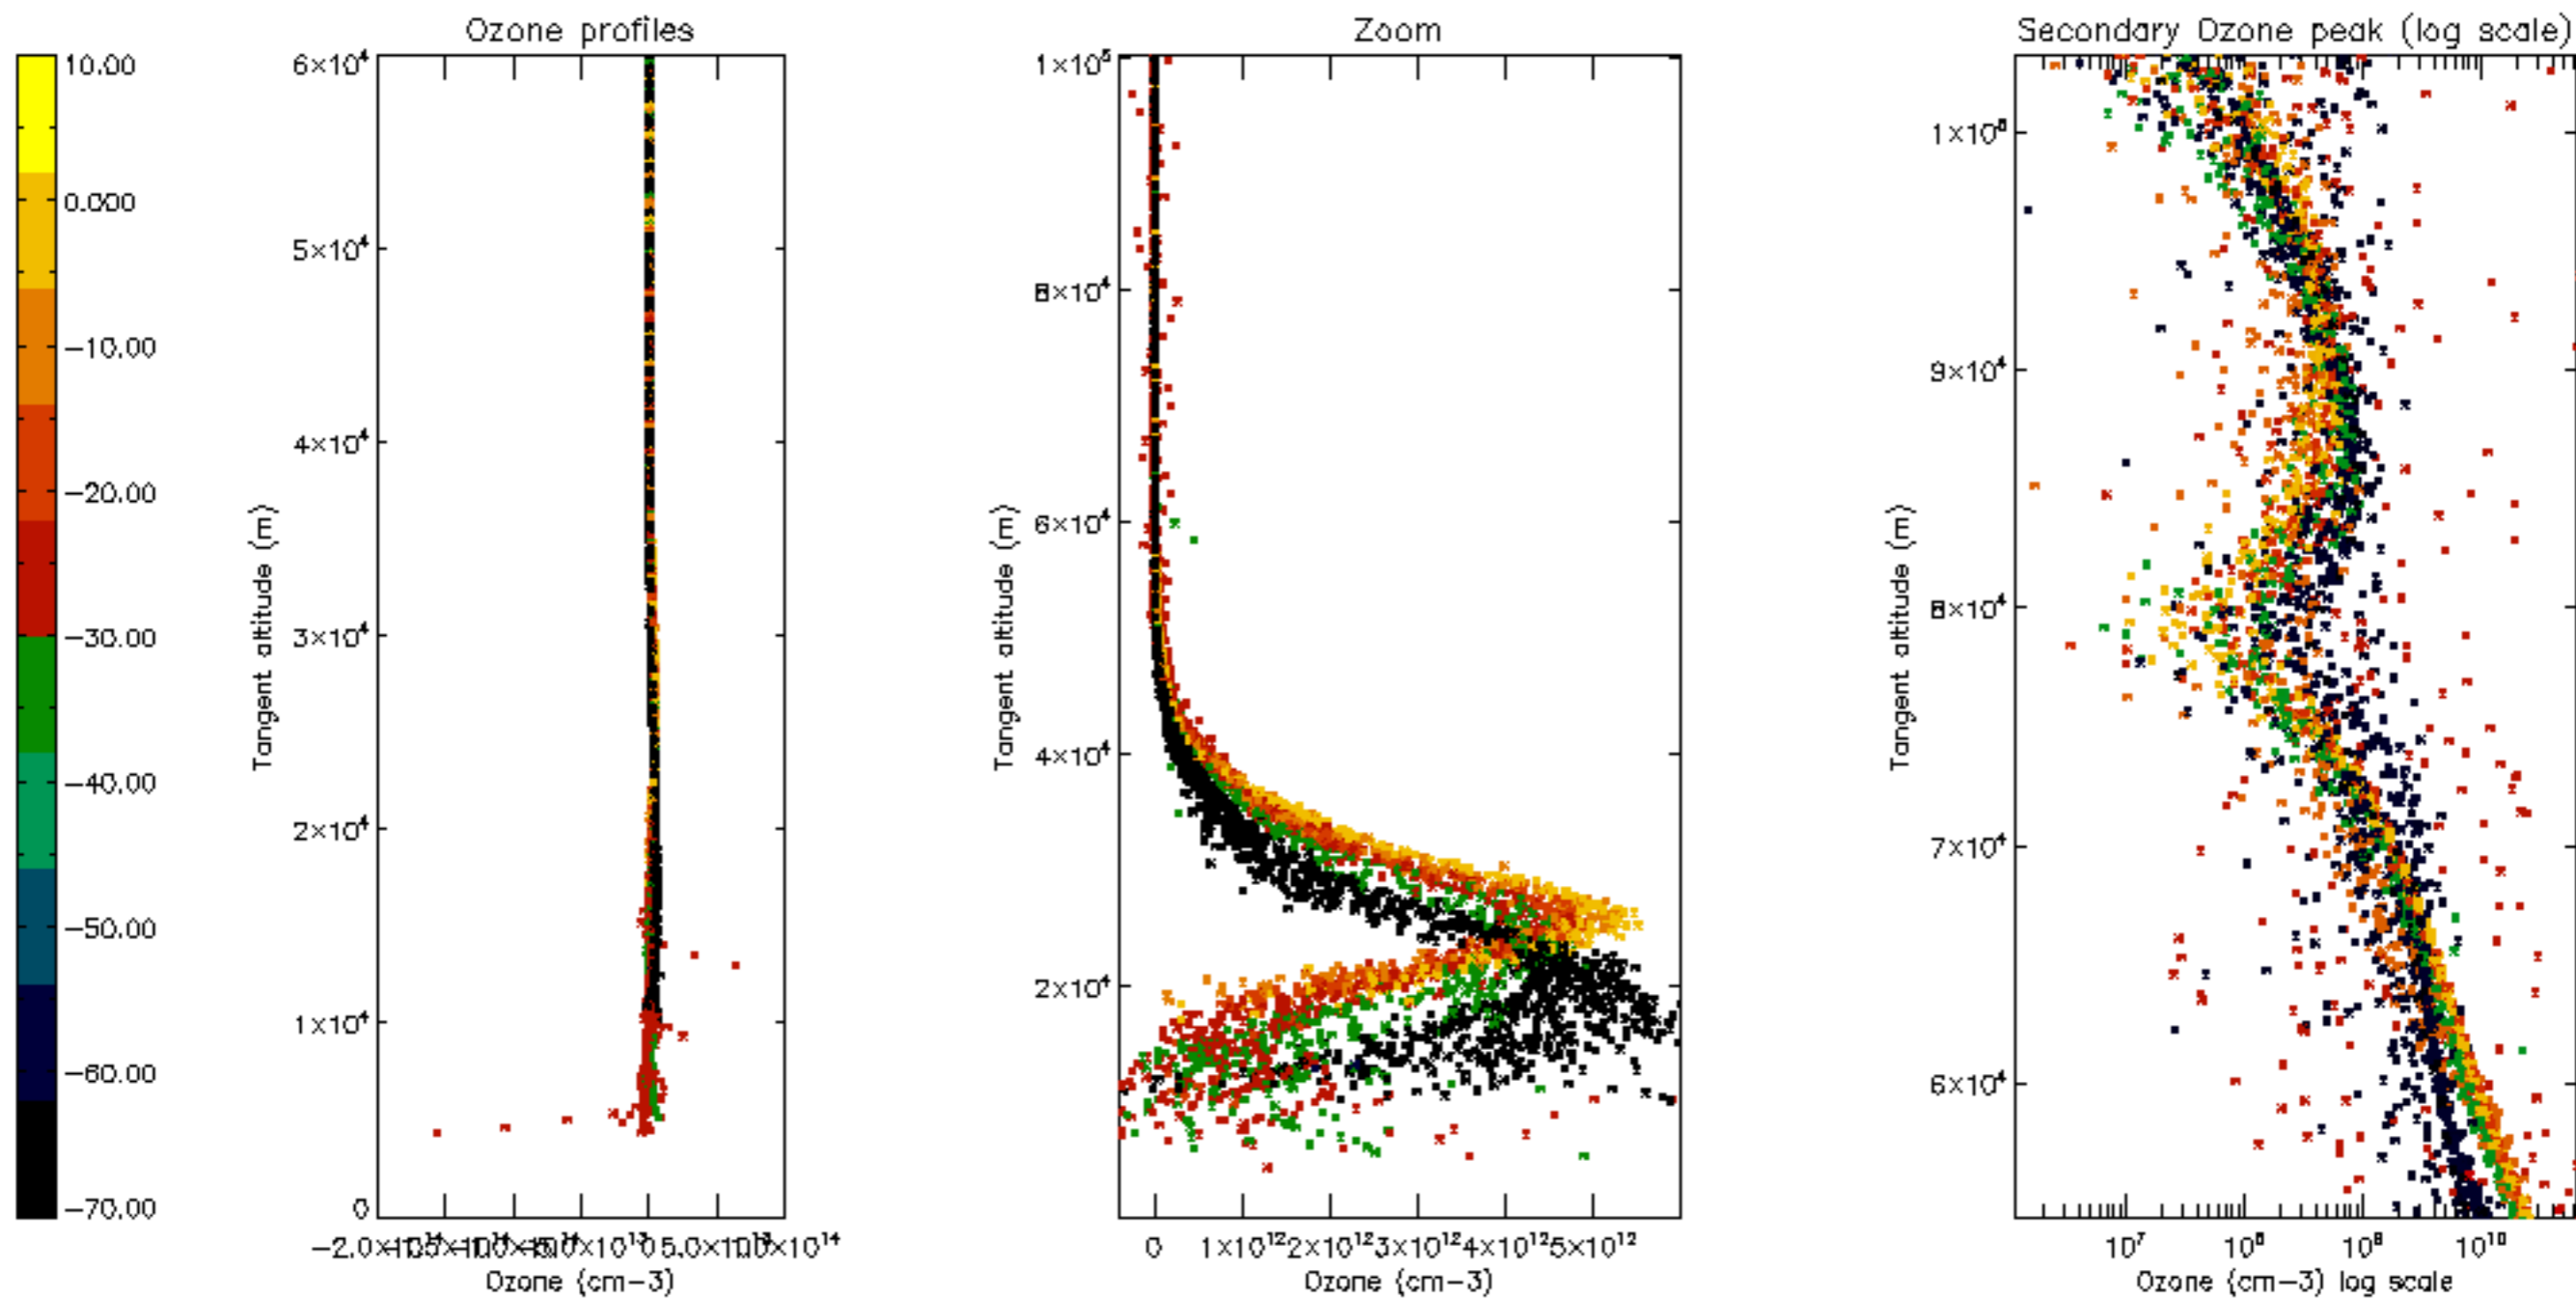 Ozone profiles
Zoom
Secondary Ozone peak (log scale)
10.00
0.000
−10.00
−20.00
−30.00
−40.00
−50.00
−60.00
−70.00
6×10⁴
5×10⁴
4×10⁴
3×10⁴
2×10⁴
1×10⁴
0
Tangent altitude (m)
Ozone (cm−3)
1×10⁵
8×10⁴
6×10⁴
4×10⁴
2×10⁴
Tangent altitude (m)
0 1×10¹² 2×10¹² 3×10¹² 4×10¹² 5×10¹²
Ozone (cm−3)
9×10⁴
8×10⁴
7×10⁴
6×10⁴
Tangent altitude (m)
10⁷ 10⁸ 10⁹ 10¹⁰
Ozone (cm−3) log scale